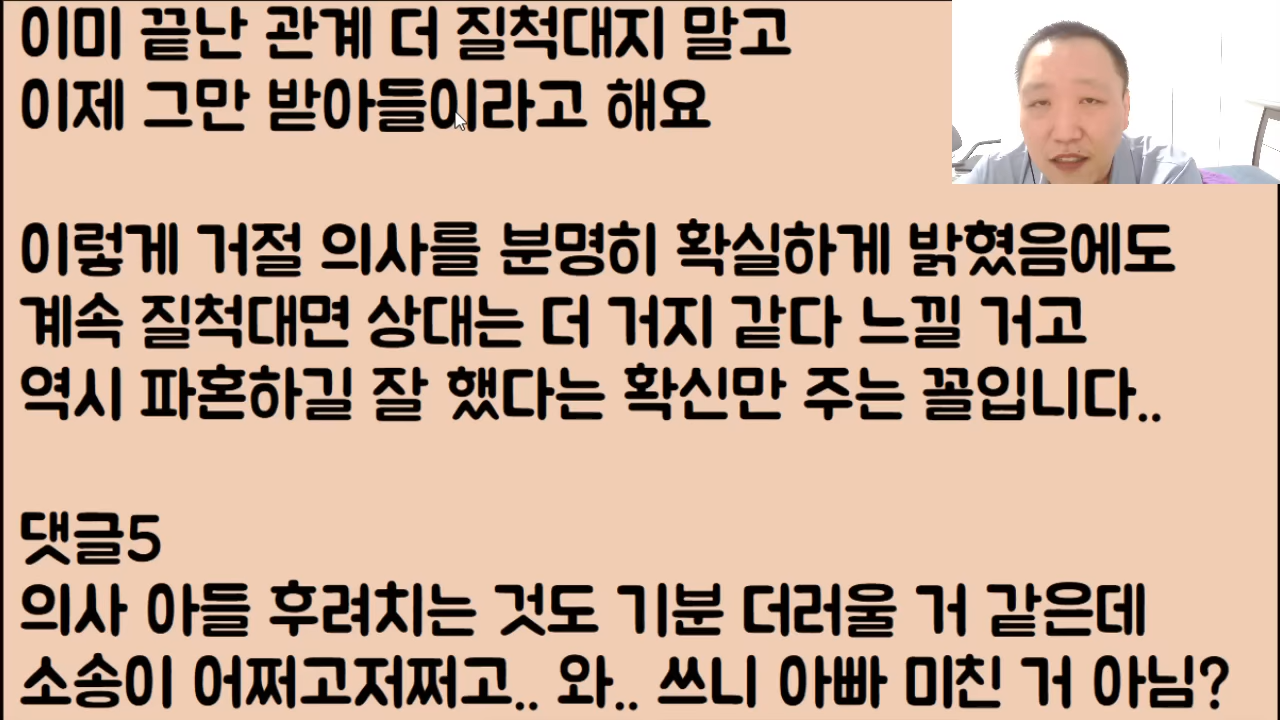 이미 끝난 관계 더 질척대지 말고
이제 그만 받아들이라고 해요
이렇게 거절 의사를 분명히 확실하게 밝혔음에도
계속 질척대면 상대는 더 거지 같다 느낄 거고
역시 파혼하길 잘 했다는 확신만 주는 꼴입니다..
댓글5
의사 아들 후려치는 것도 기분 더러울 거 같은데
소송이 어쩌고저쩌고.. 와.. 쓰니 아빠 미친 거 아님?